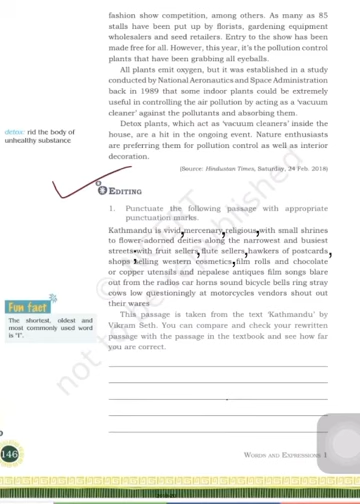 fashion show competition, among others. As many as 85
stalls have been put up by florists, gardening equipment
wholesalers and seed retailers. Entry to the show has been
made free for all. However, this year, it's the pollution control
plants that have been grabbing all eyeballs.
All plants emit oxygen, but it was established in a study
conducted by National Aeronautics and Space Administration
back in 1989 that some indoor plants could be extremely
useful in controlling the air pollution by acting as a 'vacuum
cleaner' against the pollutants and absorbing them.
detox: rid the body of
unhealthy substance
Detox plants, which act as 'vacuum cleaners' inside the
house, are a hit in the ongoing event. Nature enthusiasts
are preferring them for pollution control as well as interior
decoration.
(Source: Hindustan Times, Saturday, 24 Feb. 2018)
EDITING
1. Punctuate the following passage with appropriate
punctuation marks.
Kathmandu is vivid, mercenary, religious, with small shrines
to flower-adorned deities along the narrowest and busiest
streets, with fruit sellers, flute sellers, hawkers of postcards,
shops selling western cosmetics, film rolls and chocolate
or copper utensils and nepalese antiques film songs blare
out from the radios car horns sound bicycle bells ring stray
cows low questioningly at motorcycles vendors shout out
their wares
This passage is taken from the text 'Kathmandu' by
Vikram Seth. You can compare and check your rewritten
passage with the passage in the textbook and see how far
you are correct.
Fun fact
The shortest, oldest and
most commonly used word
is "I".
146
WORDS AND EXPRESSIONS 1
not
published